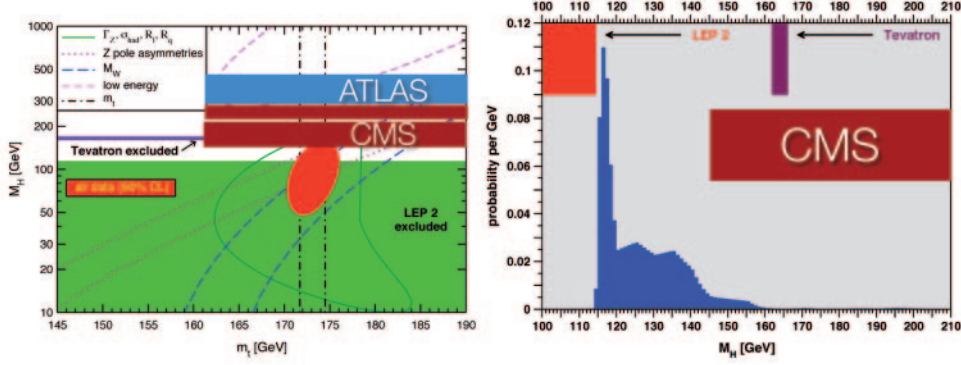 1000
500
300
260
200
100
50
30
20
10
M_H [GeV]
Γ_Z, σ_had, R_l, R_q
Z pole asymmetries
M_W
low energy
m_t
ATLAS
CMS
Tevatron excluded
all data (90% CL)
LEP 2
excluded
145 150 155 160 165 170 175 180 185 190
m_t [GeV]
100 110 120 130 140 150 160 170 180 190 200 210
0.12
0.1
0.08
0.06
0.04
0.02
0
probability per GeV
LEP 2
Tevatron
CMS
100 110 120 130 140 150 160 170 180 190 200 210
M_H [GeV]